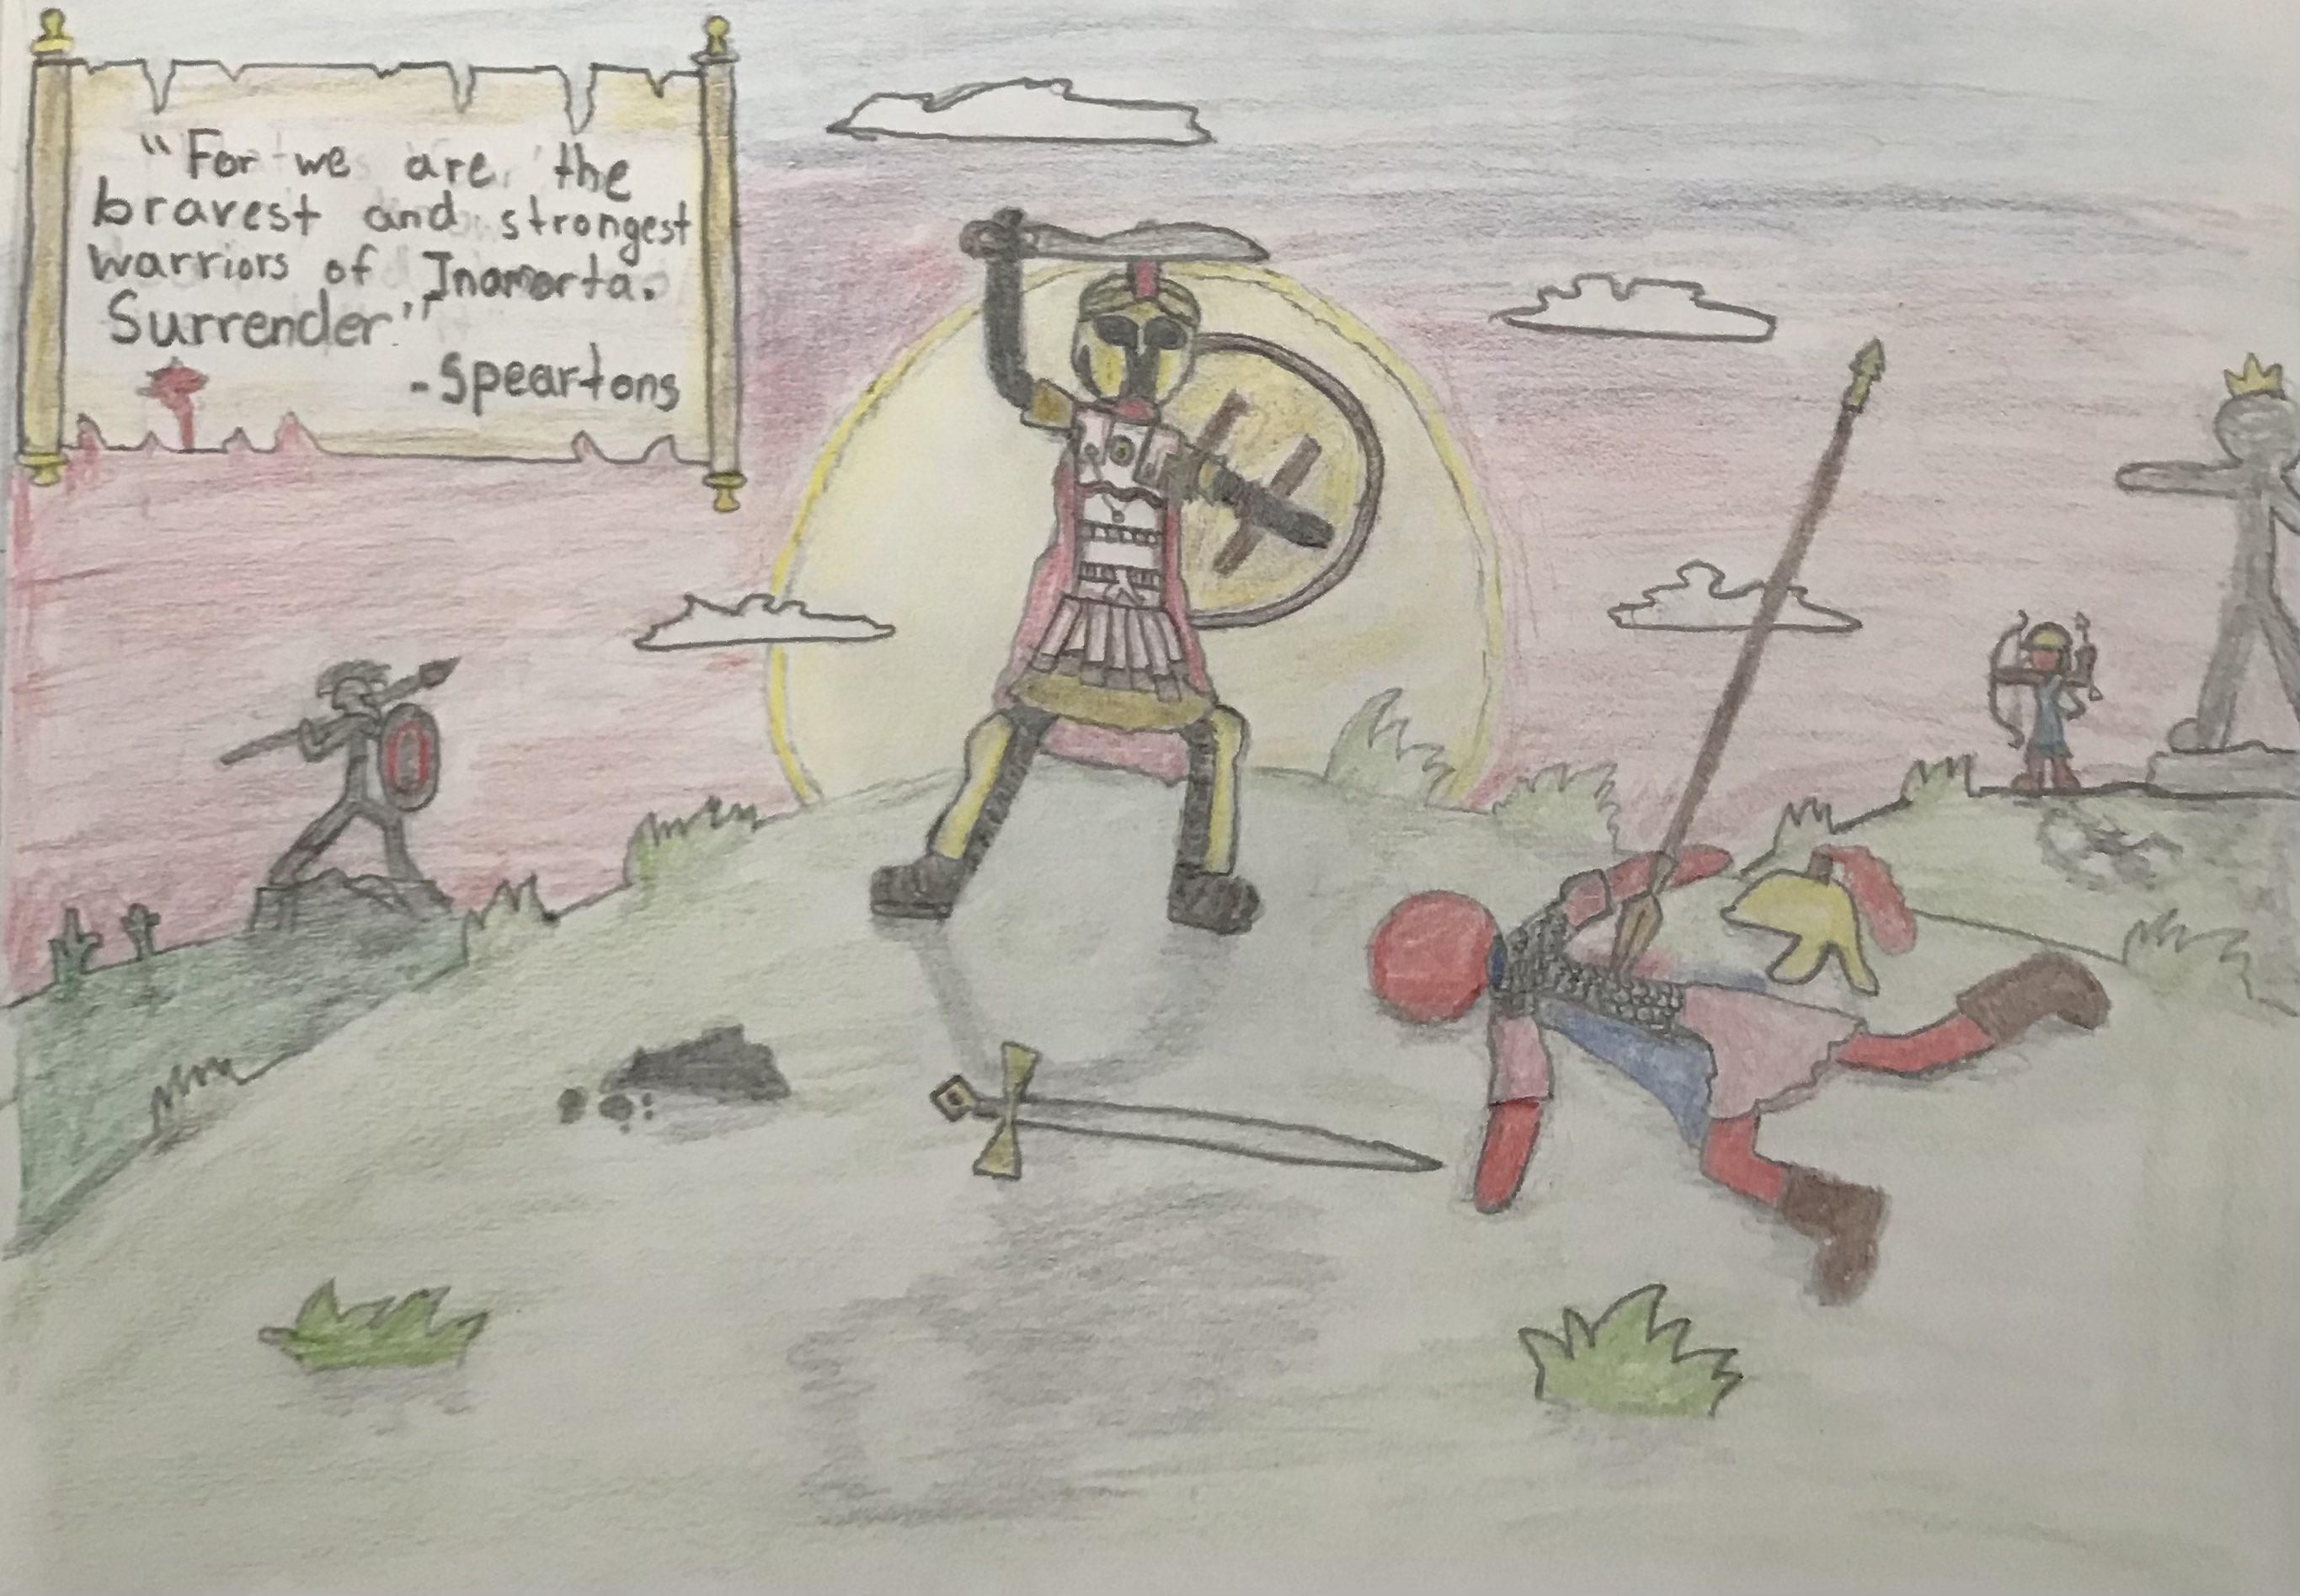 "For we are the
bravest and strongest
warriors of Inamorta.
Surrender"
-Speartons